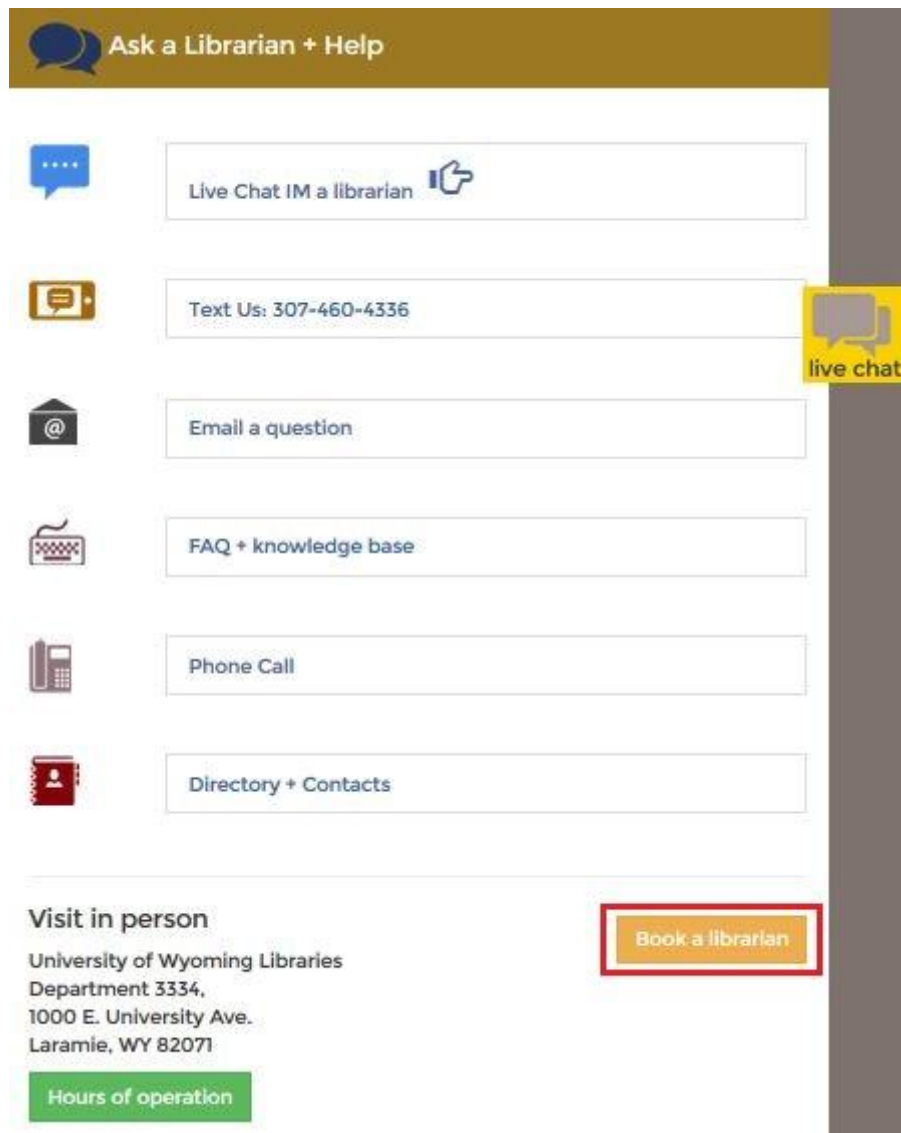 Ask a Librarian + Help
Live Chat IM a librarian
Text Us: 307-460-4336
live chat
Email a question
@
FAQ + knowledge base
Phone Call
Directory + Contacts
Visit in person
Book a librarian
University of Wyoming Libraries
Department 3334,
1000 E. University Ave.
Laramie, WY 82071
Hours of operation